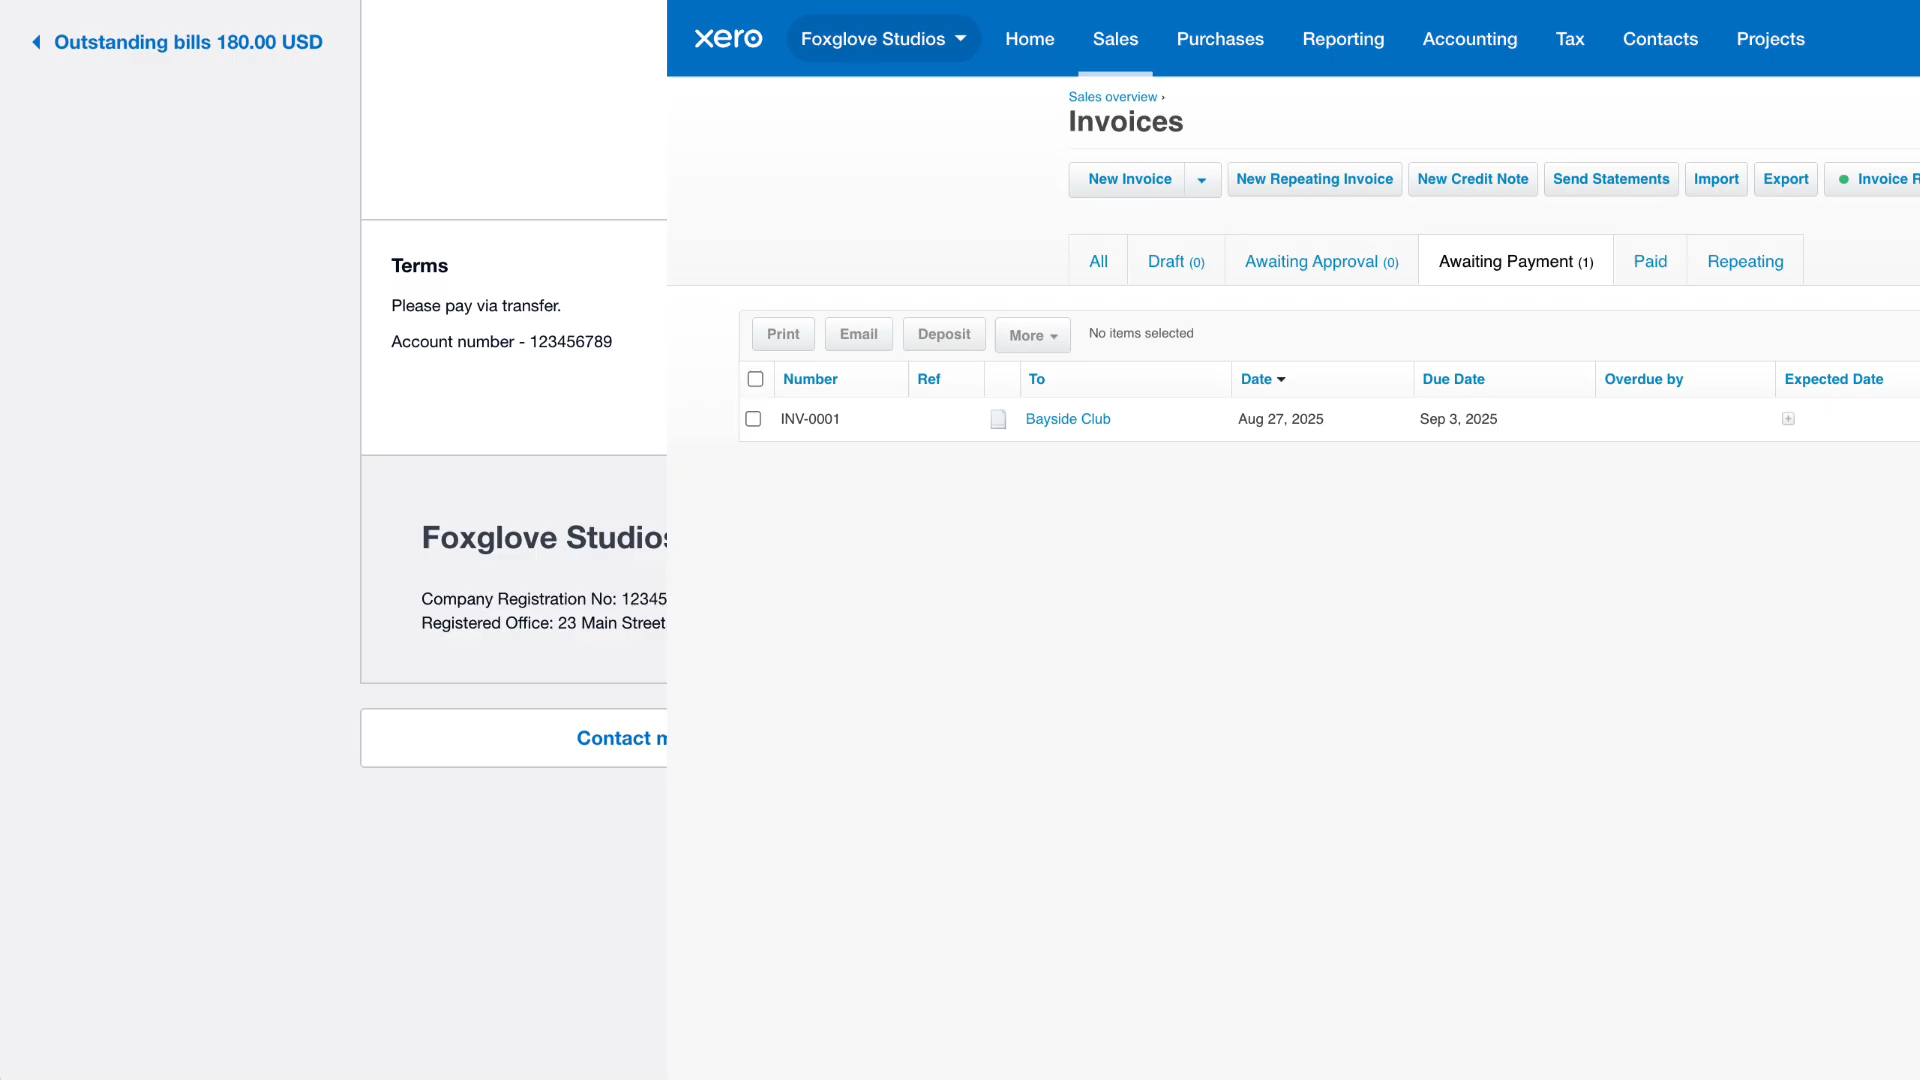 Outstanding bills 180.00 USD
Terms
Please pay via transfer.
Account number - 123456789
Foxglove Studios
Company Registration No: 12345
Registered Office: 23 Main Street
Contact
xero
Foxglove Studios
Home
Sales
Purchases
Reporting
Accounting
Tax
Contacts
Projects
Sales overview ›
Invoices
New Invoice
New Repeating Invoice
New Credit Note
Send Statements
Import
Export
Invoice
All
Draft (0)
Awaiting Approval (0)
Awaiting Payment (1)
Paid
Repeating
Print
Email
Deposit
More
No items selected
Number
Ref
To
Date
Due Date
Overdue by
Expected Date
INV-0001
Bayside Club
Aug 27, 2025
Sep 3, 2025